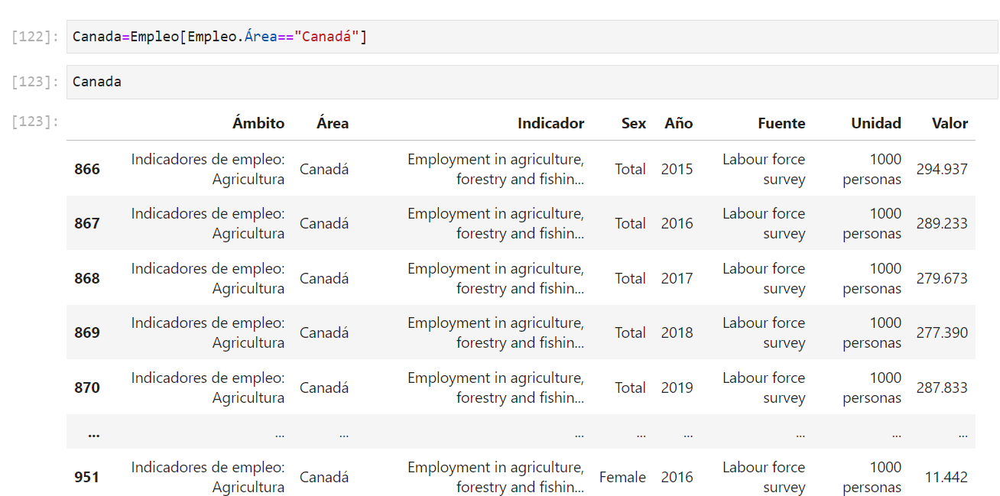 [122]: Canada=Empleo[Empleo.Área=="Canadá"]
[123]: Canada
[123]: Ámbito Área Indicador Sex Año Fuente Unidad Valor
866 Indicadores de empleo: Agricultura Canadá Employment in agriculture, forestry and fishin... Total 2015 Labour force survey 1000 personas 294.937
867 Indicadores de empleo: Agricultura Canadá Employment in agriculture, forestry and fishin... Total 2016 Labour force survey 1000 personas 289.233
868 Indicadores de empleo: Agricultura Canadá Employment in agriculture, forestry and fishin... Total 2017 Labour force survey 1000 personas 279.673
869 Indicadores de empleo: Agricultura Canadá Employment in agriculture, forestry and fishin... Total 2018 Labour force survey 1000 personas 277.390
870 Indicadores de empleo: Agricultura Canadá Employment in agriculture, forestry and fishin... Total 2019 Labour force survey 1000 personas 287.833
... ... ... ... ... ... ... ... ...
951 Indicadores de empleo: Agricultura Canadá Employment in agriculture, forestry and fishin... Female 2016 Labour force survey 1000 personas 11.442